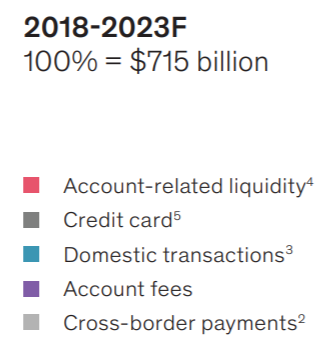 2018-2023F
100% = $715 billion
Account-related liquidity⁴
Credit card⁵
Domestic transactions³
Account fees
Cross-border payments²